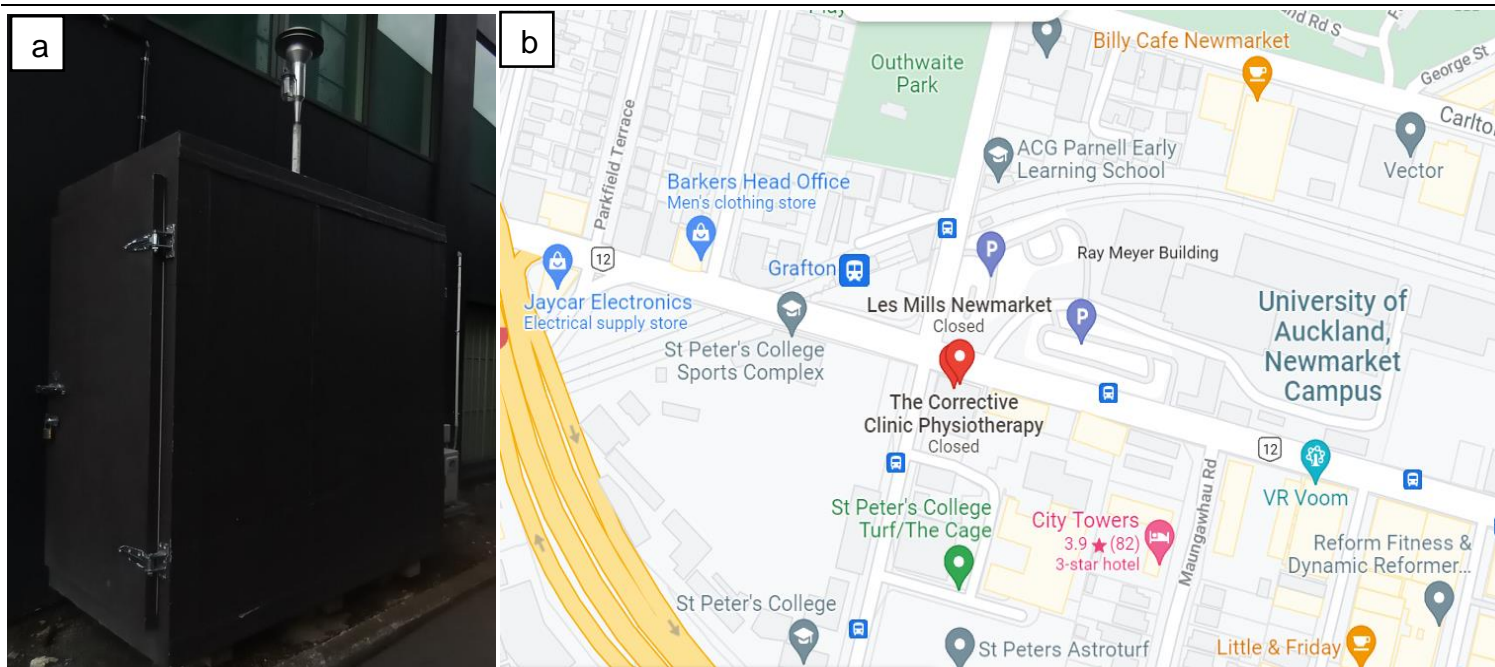 a
b
Play
and Rd S
Billy Cafe Newmarket
George St
Outhwaite
Park
Carlto
Parkfield Terrace
ACG Parnell Early
Learning School
Vector
Barkers Head Office
Men's clothing store
12
Grafton
P
Ray Meyer Building
Jaycar Electronics
Electrical supply store
Les Mills Newmarket
Closed
P
University of
Auckland,
Newmarket
Campus
St Peter's College
Sports Complex
The Corrective
Clinic Physiotherapy
Closed
12
VR Voom
St Peter's College
Turf/The Cage
City Towers
3.9 ★ (82)
3-star hotel
Maungawhau Rd
Reform Fitness &
Dynamic Reformer...
St Peter's College
St Peters Astroturf
Little & Friday